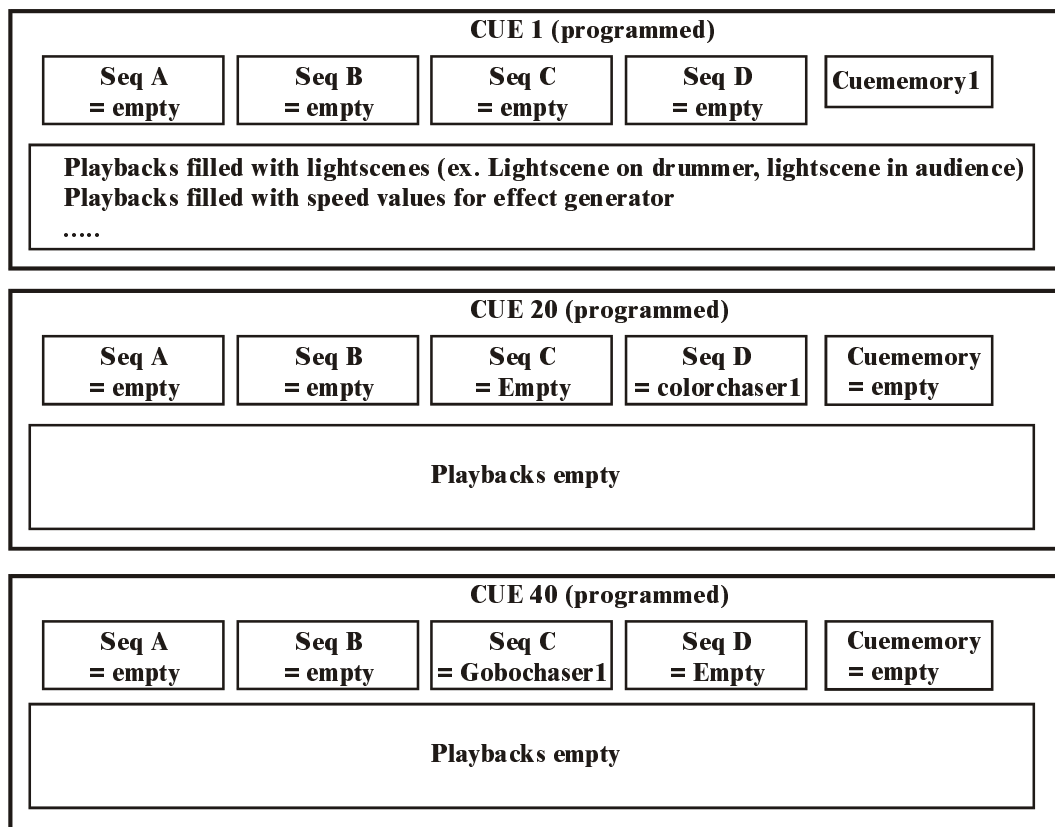 CUE 1 (programmed)
Seq A
= empty
Seq B
= empty
Seq C
= empty
Seq D
= empty
Cuememory1
Playbacks filled with lightscenes (ex. Lightscene on drummer, lightscene in audience)
Playbacks filled with speed values for effect generator
.....
CUE 20 (programmed)
Seq A
= empty
Seq B
= empty
Seq C
= Empty
Seq D
= colorchaser1
Cuememory
= empty
Playbacks empty
CUE 40 (programmed)
Seq A
= empty
Seq B
= empty
Seq C
= Gobochaser1
Seq D
= Empty
Cuememory
= empty
Playbacks empty